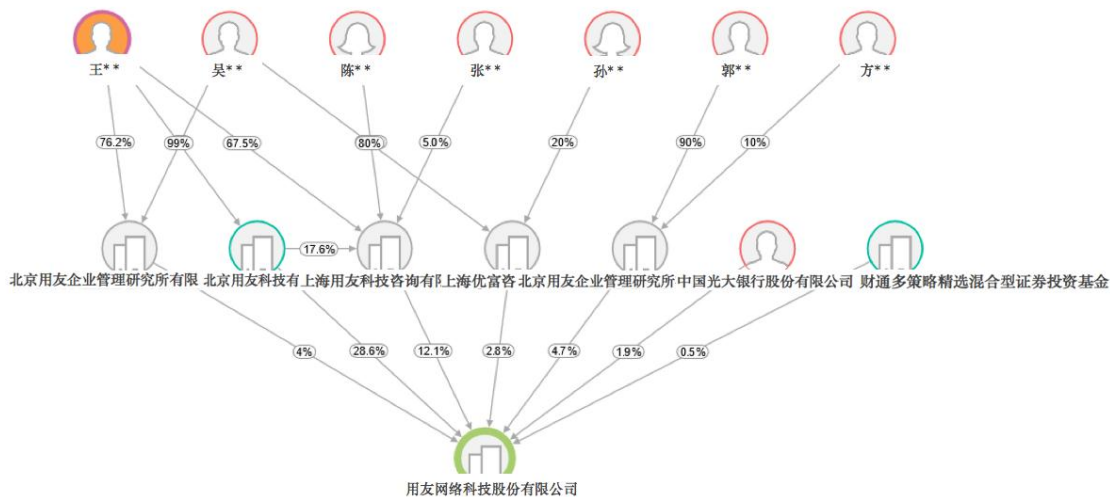 王**
吴**
陈**
张**
孙**
郭**
方**
76.2%
99%
67.5%
80%
5.0%
20%
90%
10%
17.6%
北京用友企业管理研究所有限
北京用友科技有
上海用友科技咨询有限
上海优富咨
北京用友企业管理研究所
中国光大银行股份有限公司
财通多策略精选混合型证券投资基金
4%
28.6%
12.1%
2.8%
4.7%
1.9%
0.5%
用友网络科技股份有限公司